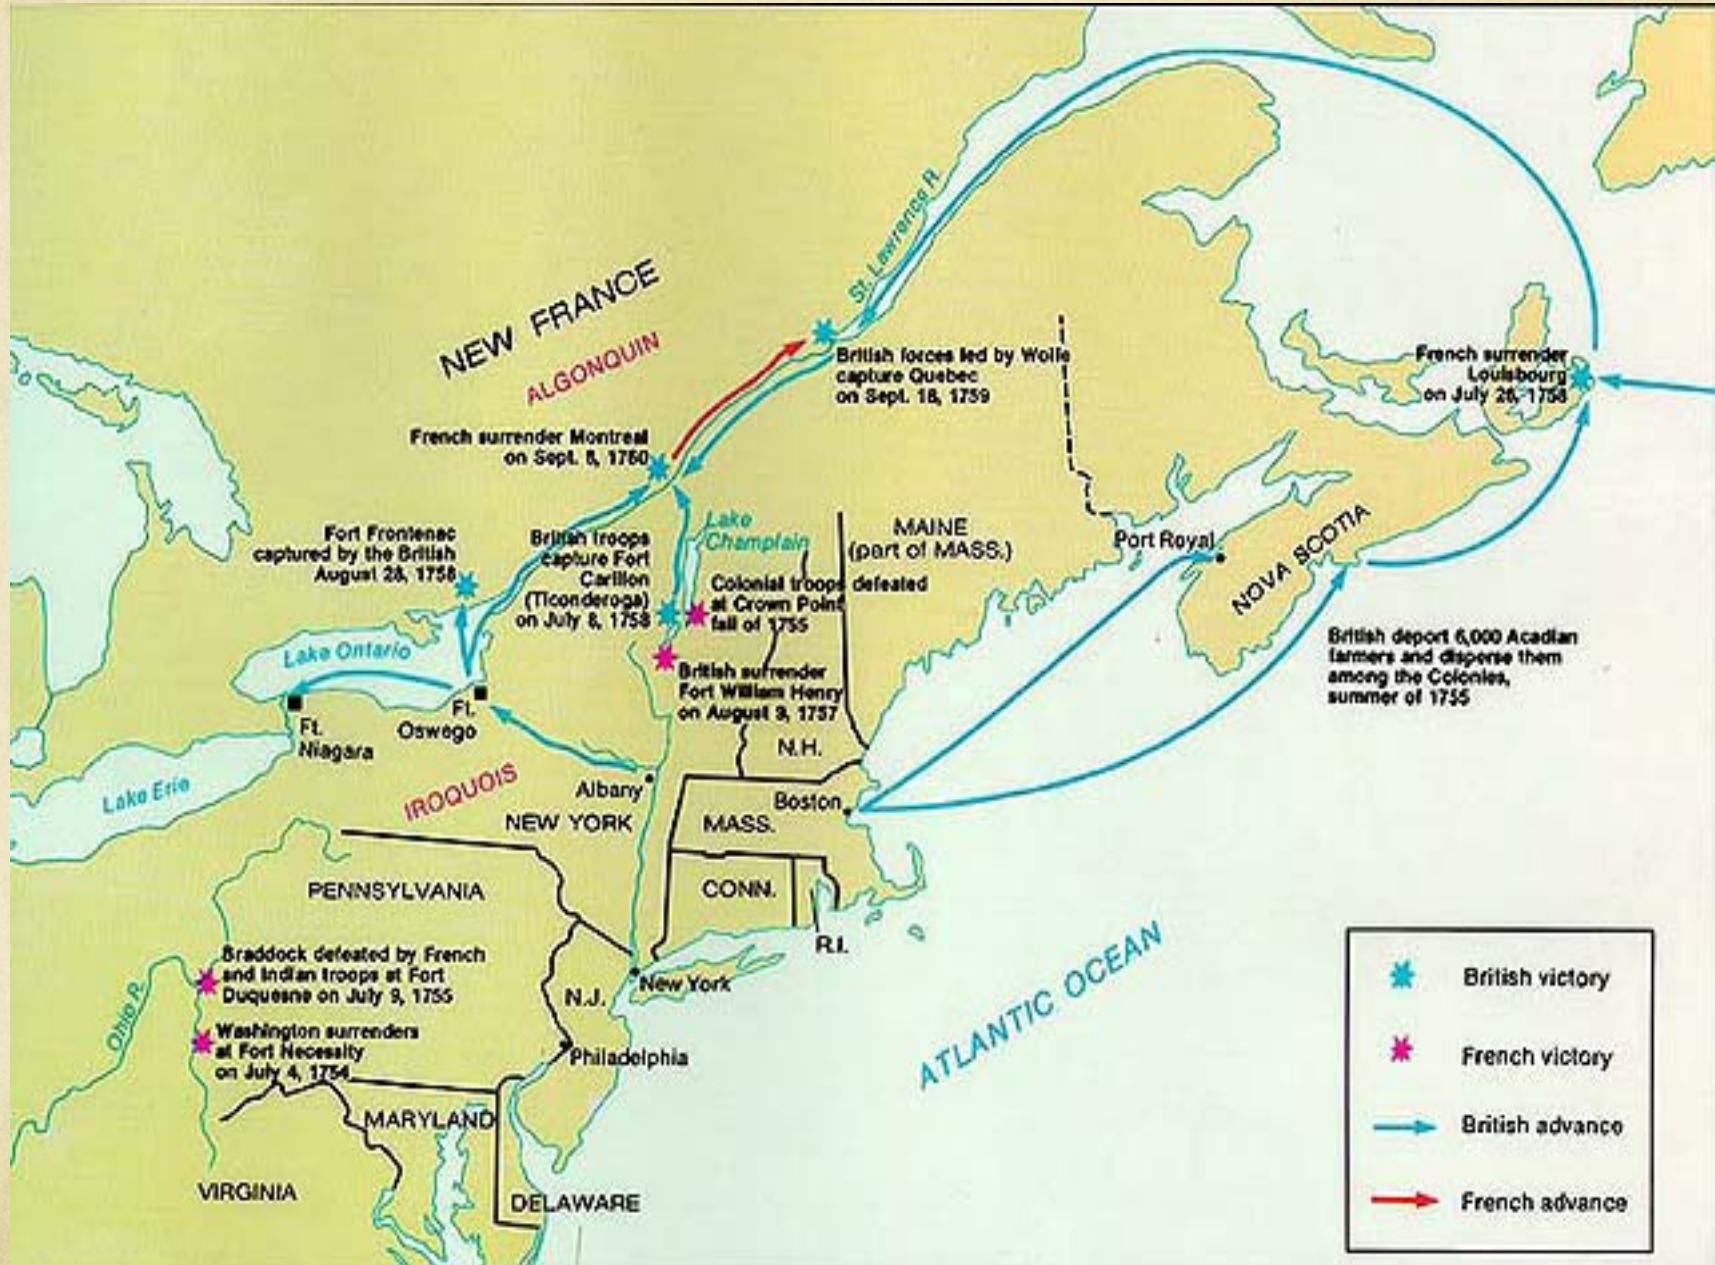 St. Lawrence R.
NEW FRANCE
ALGONQUIN
British forces led by Wolfe
capture Quebec
on Sept. 18, 1759
French surrender
Louisbourg
on July 26, 1758
French surrender Montreal
on Sept. 8, 1760
Fort Frontenac
captured by the British
August 28, 1758
British troops
capture Fort
Carillon
(Ticonderoga)
on July 8, 1758
Lake
Champlain
MAINE
(part of MASS.)
Port Royal
NOVA SCOTIA
Colonial troops defeated
at Crown Point
fall of 1755
British surrender
Fort William Henry
on August 9, 1757
British deport 6,000 Acadian
farmers and disperse them
among the Colonies,
summer of 1755
Lake Ontario
Ft.
Oswego
Ft.
Niagara
N.H.
Lake Erie
IROQUOIS
Albany
Boston
NEW YORK
MASS.
PENNSYLVANIA
CONN.
R.I.
Braddock defeated by French
and Indian troops at Fort
Duquesne on July 9, 1755
New York
N.J.
Ohio R.
Washington surrenders
at Fort Necessity
on July 4, 1754
Philadelphia
ATLANTIC OCEAN
MARYLAND
VIRGINIA
DELAWARE
British victory
French victory
British advance
French advance